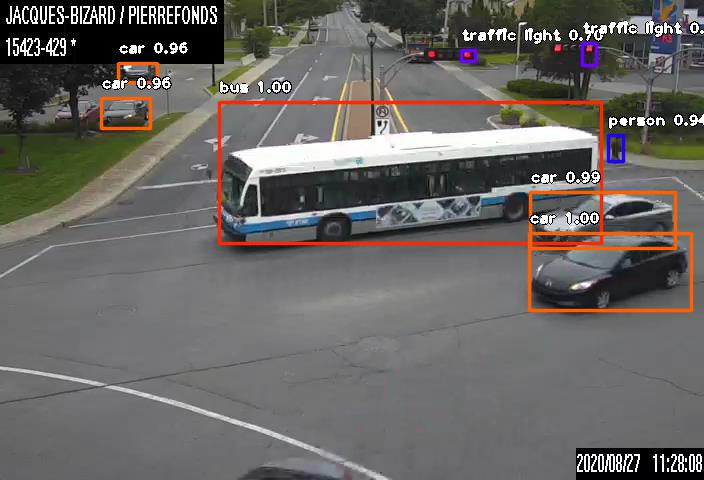 JACQUES-BIZARD / PIERREFONDS
15423-429 *
traffic light 0.70
traffic light 0.
car 0.96
car 0.96
bus 1.00
person 0.94
car 0.99
car 1.00
2020/08/27 11:28:08